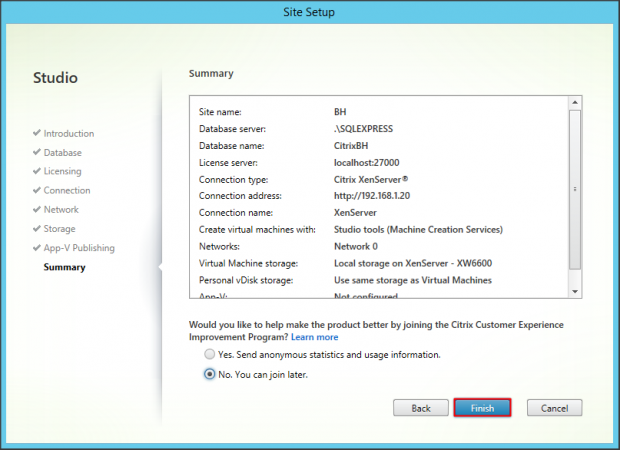 Site Setup
Studio
Introduction
Database
Licensing
Connection
Network
Storage
App-V Publishing
Summary
Summary
Site name: BH
Database server: .\SQLEXPRESS
Database name: CitrixBH
License server: localhost:27000
Connection type: Citrix XenServer®
Connection address: http://192.168.1.20
Connection name: XenServer
Create virtual machines with: Studio tools (Machine Creation Services)
Networks: Network 0
Virtual Machine storage: Local storage on XenServer - XW6600
Personal vDisk storage: Use same storage as Virtual Machines
App-V: Not configured
Would you like to help make the product better by joining the Citrix Customer Experience
Improvement Program? Learn more
Yes. Send anonymous statistics and usage information.
No. You can join later.
Back Finish Cancel